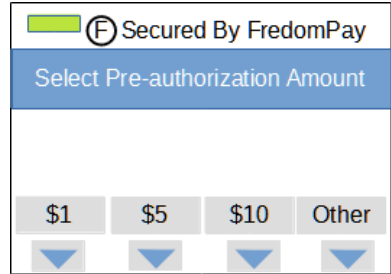 F Secured By FredomPay
Select Pre-authorization Amount
$1 $5 $10 Other